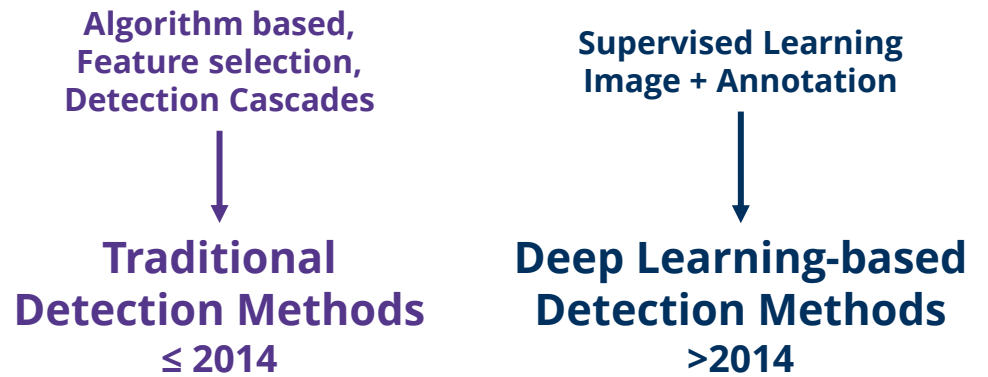 Algorithm based,
Feature selection,
Detection Cascades
Traditional
Detection Methods
≤ 2014
Supervised Learning
Image + Annotation
Deep Learning-based
Detection Methods
>2014